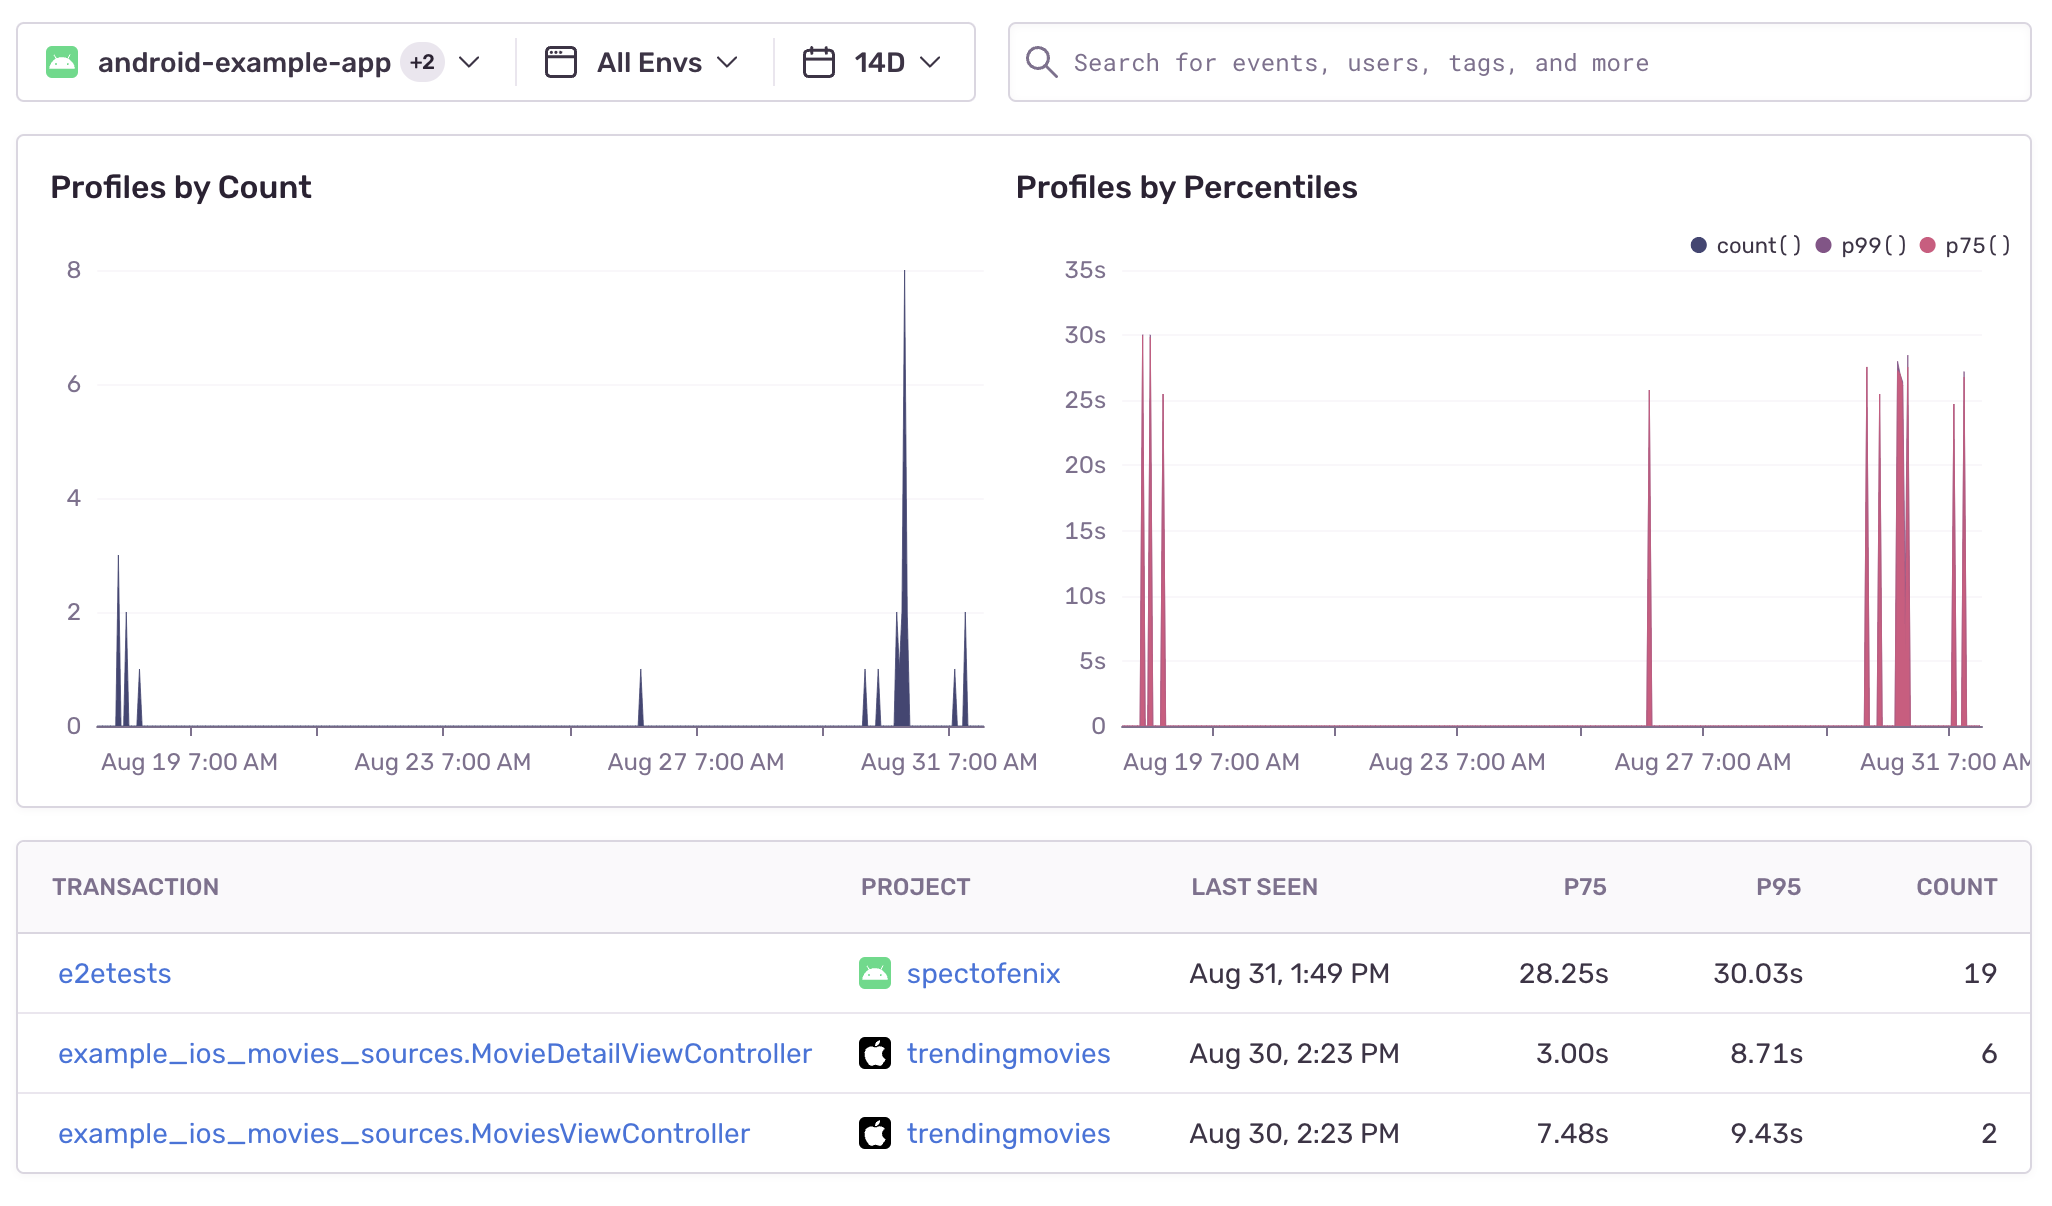 android-example-app +2 All Envs 14D Search for events, users, tags, and more
Profiles by Count
8
6
4
2
0
Aug 19 7:00 AM Aug 23 7:00 AM Aug 27 7:00 AM Aug 31 7:00 AM
Profiles by Percentiles
count() p99() p75()
35s
30s
25s
20s
15s
10s
5s
0
Aug 19 7:00 AM Aug 23 7:00 AM Aug 27 7:00 AM Aug 31 7:00 AM
TRANSACTION PROJECT LAST SEEN P75 P95 COUNT
e2etests spectofenix Aug 31, 1:49 PM 28.25s 30.03s 19
example_ios_movies_sources.MovieDetailViewController trendingmovies Aug 30, 2:23 PM 3.00s 8.71s 6
example_ios_movies_sources.MoviesViewController trendingmovies Aug 30, 2:23 PM 7.48s 9.43s 2